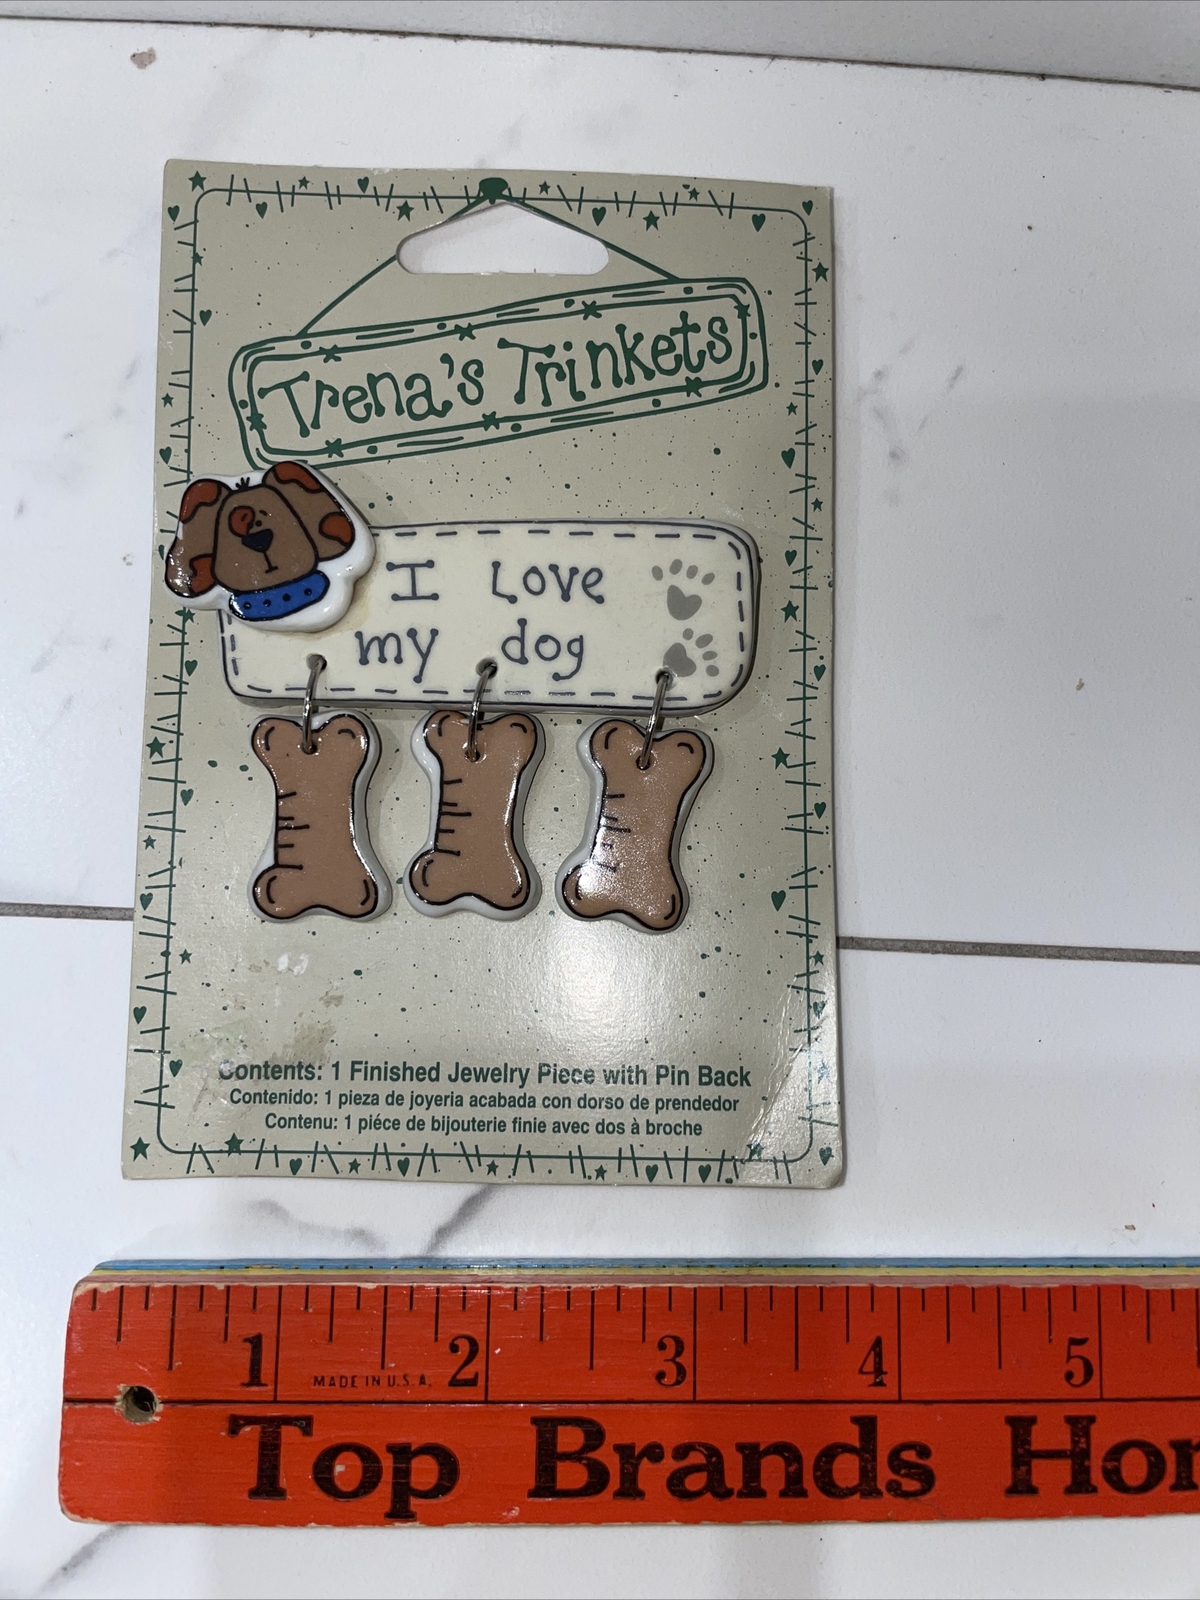 Trena's Trinkets
I Love
my dog
Contents: 1 Finished Jewelry Piece with Pin Back
Contenido: 1 pieza de joyeria acabada con dorso de prendedor
Contenu: 1 piéce de bijouterie finie avec dos à broche
1 2 3 4 5
MADE IN U.S.A.
Top Brands Hor